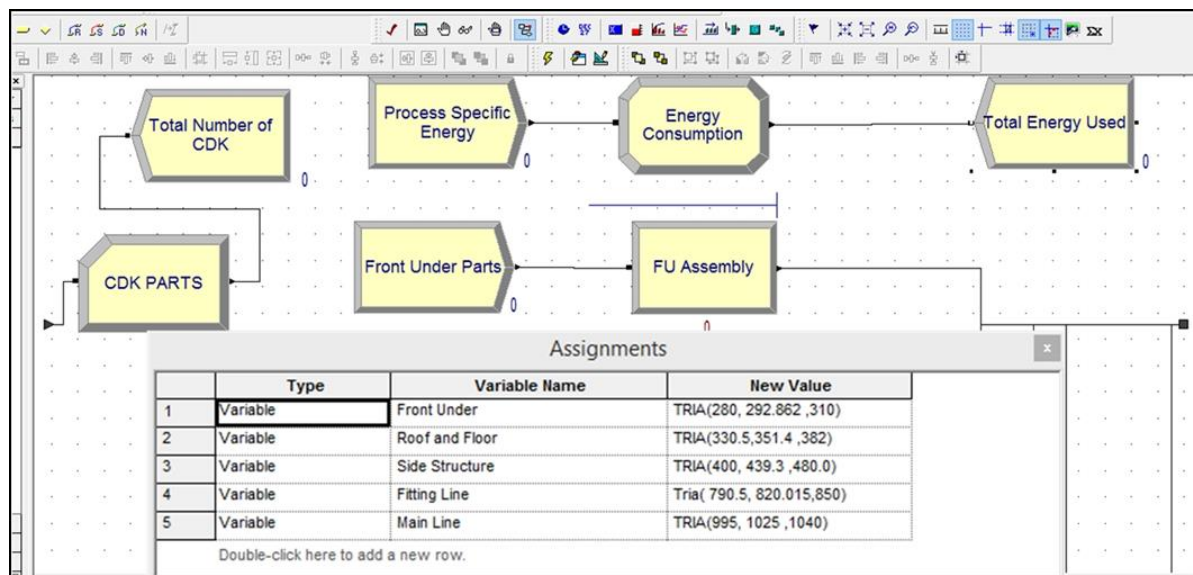 Total Number of
CDK
0
Process Specific
Energy
0
Energy
Consumption
Total Energy Used
0
CDK PARTS
Front Under Parts
0
FU Assembly
0
Assignments
x
Type Variable Name New Value
1 Variable Front Under TRIA(280, 292.862 ,310)
2 Variable Roof and Floor TRIA(330.5,351.4 ,382)
3 Variable Side Structure TRIA(400, 439.3 ,480.0)
4 Variable Fitting Line Tria( 790.5, 820.015,850)
5 Variable Main Line TRIA(995, 1025 ,1040)
Double-click here to add a new row.